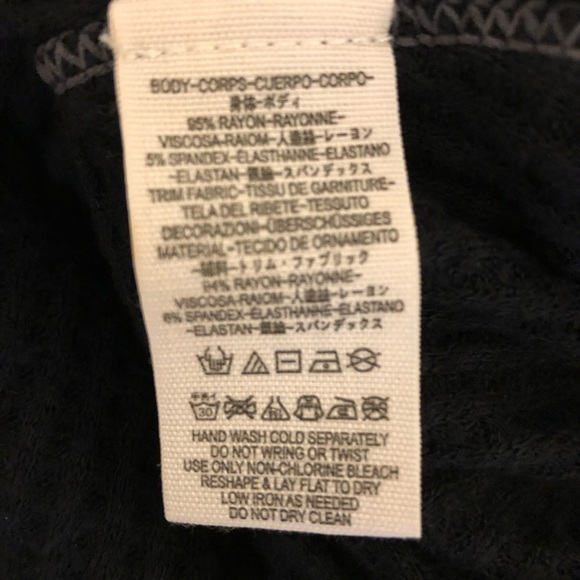 BODY-CORPS-CUERPO-CORPO-
身体-ボディ
95% RAYON-RAYONNE-
VISCOSA-RAIOM-人造絲-レーヨン
5% SPANDEX-ELASTHANNE-ELASTANO
-ELASTAN-氨綸-スパンデックス
TRIM FABRIC-TISSU DE GARNITURE-
TELA DEL RIBETE-TESSUTO
DECORAZIONI-ÜBERSCHÜSSIGES
MATERIAL-TECIDO DE ORNAMENTO
-輔料-トリム・ファブリック
94% RAYON-RAYONNE-
VISCOSA-RAIOM-人造絲-レーヨン
6% SPANDEX-ELASTHANNE-ELASTANO
-ELASTAN-氨綸-スパンデックス
30
HAND WASH COLD SEPARATELY
DO NOT WRING OR TWIST
USE ONLY NON-CHLORINE BLEACH
RESHAPE & LAY FLAT TO DRY
LOW IRON AS NEEDED
DO NOT DRY CLEAN